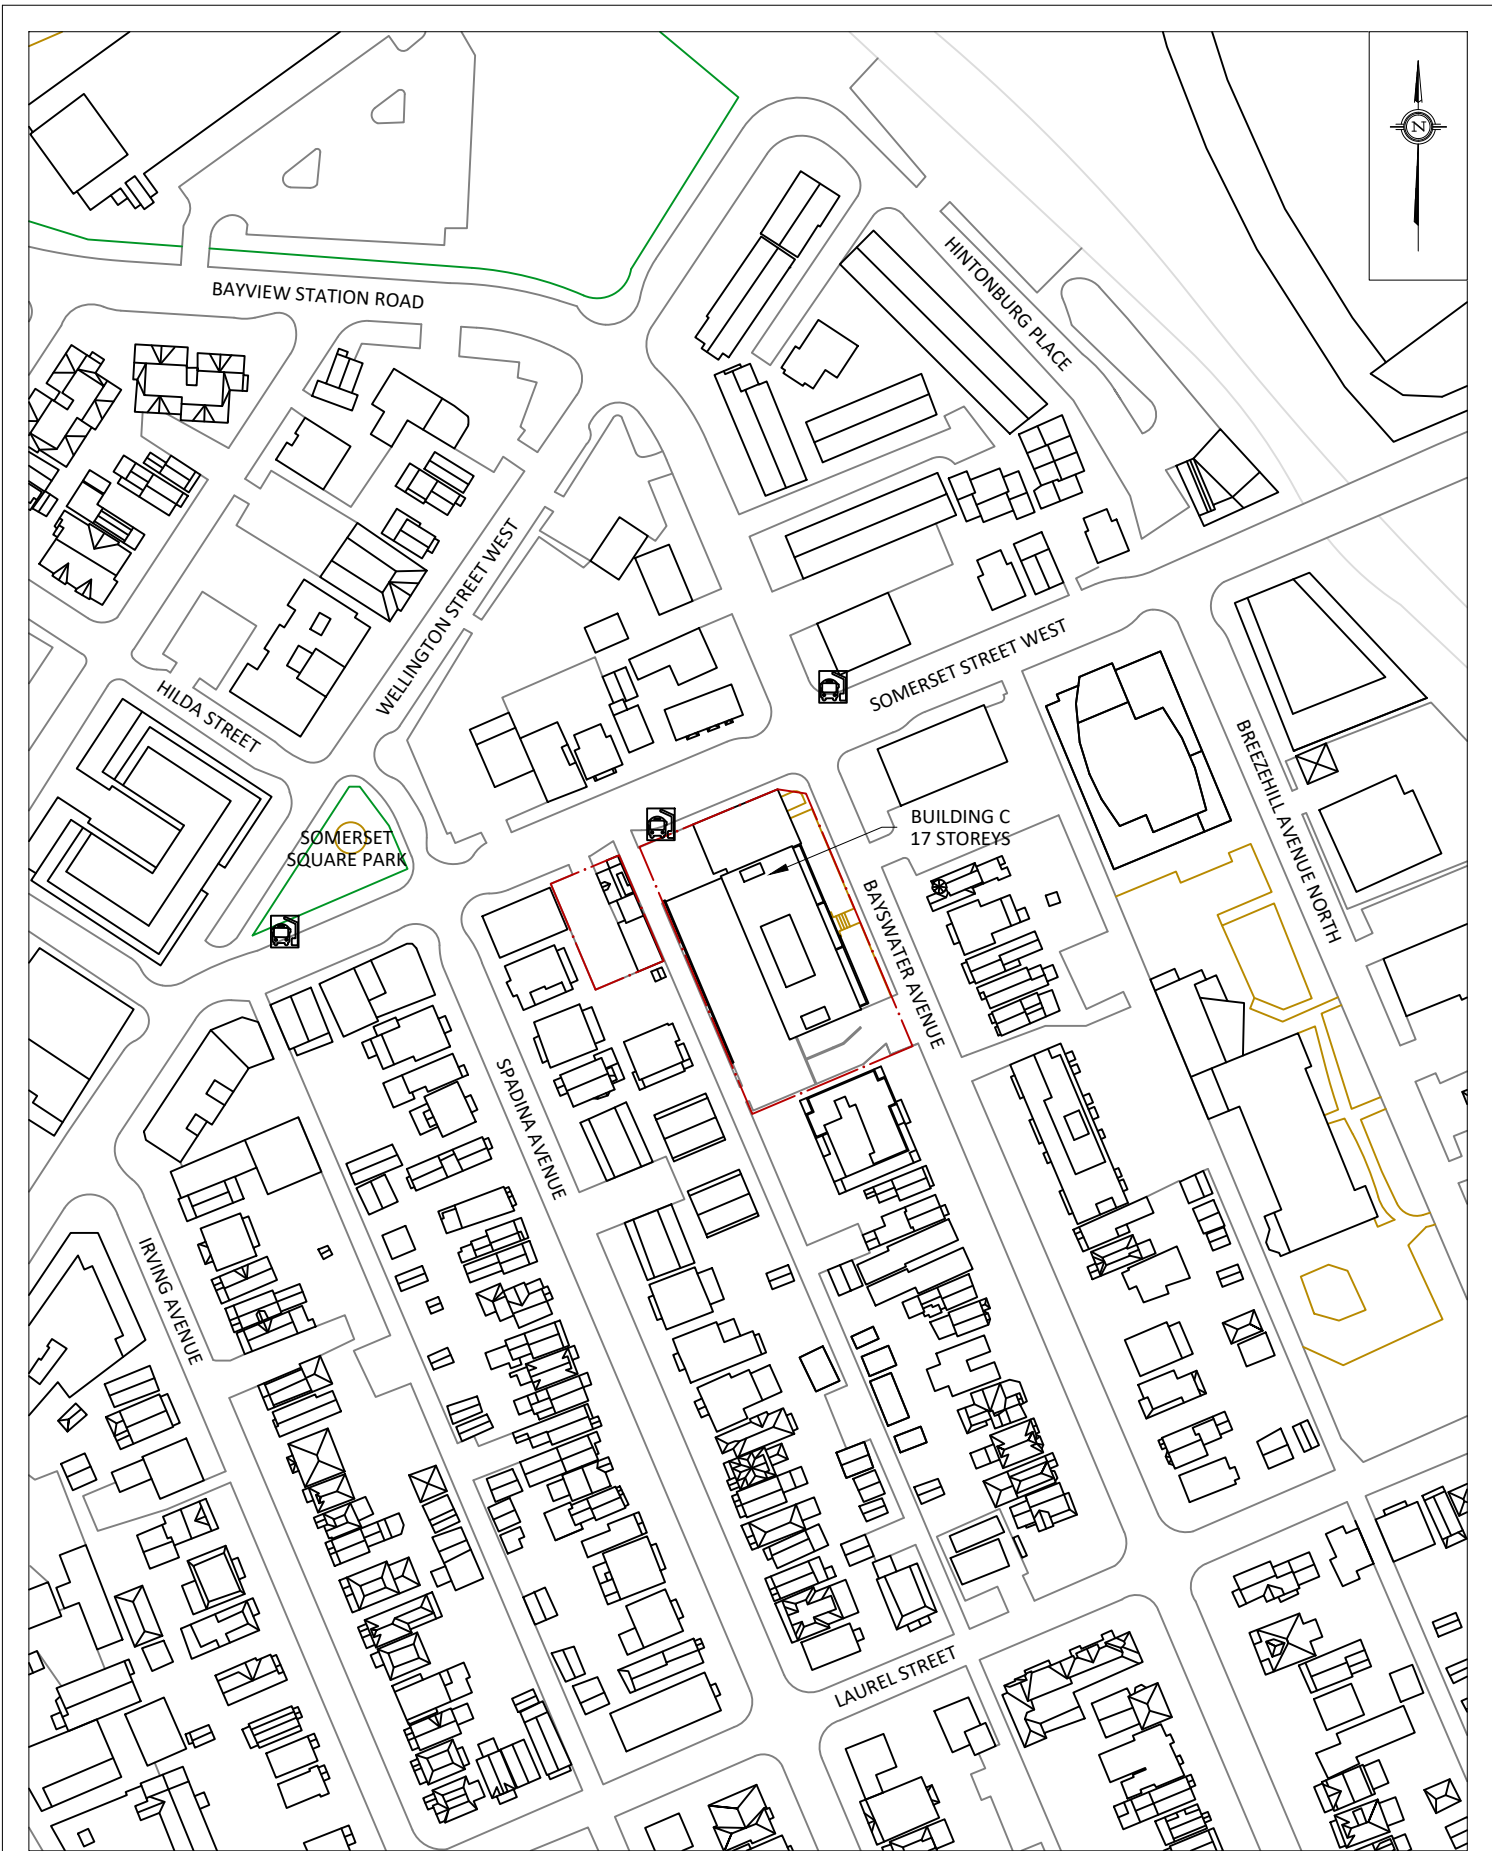 N
BAYVIEW STATION ROAD
HINTONBURG PLACE
WELLINGTON STREET WEST
HILDA STREET
SOMERSET STREET WEST
BREEZEHILL AVENUE NORTH
SOMERSET
SQUARE PARK
BUILDING C
17 STOREYS
BAYSWATER AVENUE
SPADINA AVENUE
IRVING AVENUE
LAUREL STREET